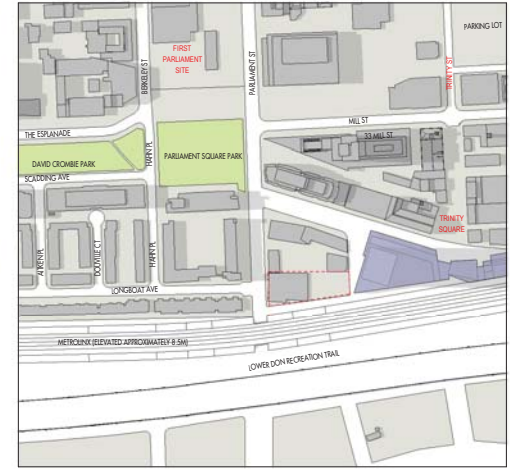 PARKING LOT
FIRST
PARLIAMENT
SITE
BERKELEY ST
PARLIAMENT ST
TRINITY ST
MILL ST
THE ESPLANADE
33 MILL ST
HAHN PL
DAVID CROMBIE PARK
PARLIAMENT SQUARE PARK
SCADDING AVE
TRINITY
SQUARE
AITKEN PL
DOUVILLE CT
HAHN PL
LONGBOAT AVE
METROLINX (ELEVATED APPROXIMATELY 8.5M)
LOWER DON RECREATION TRAIL